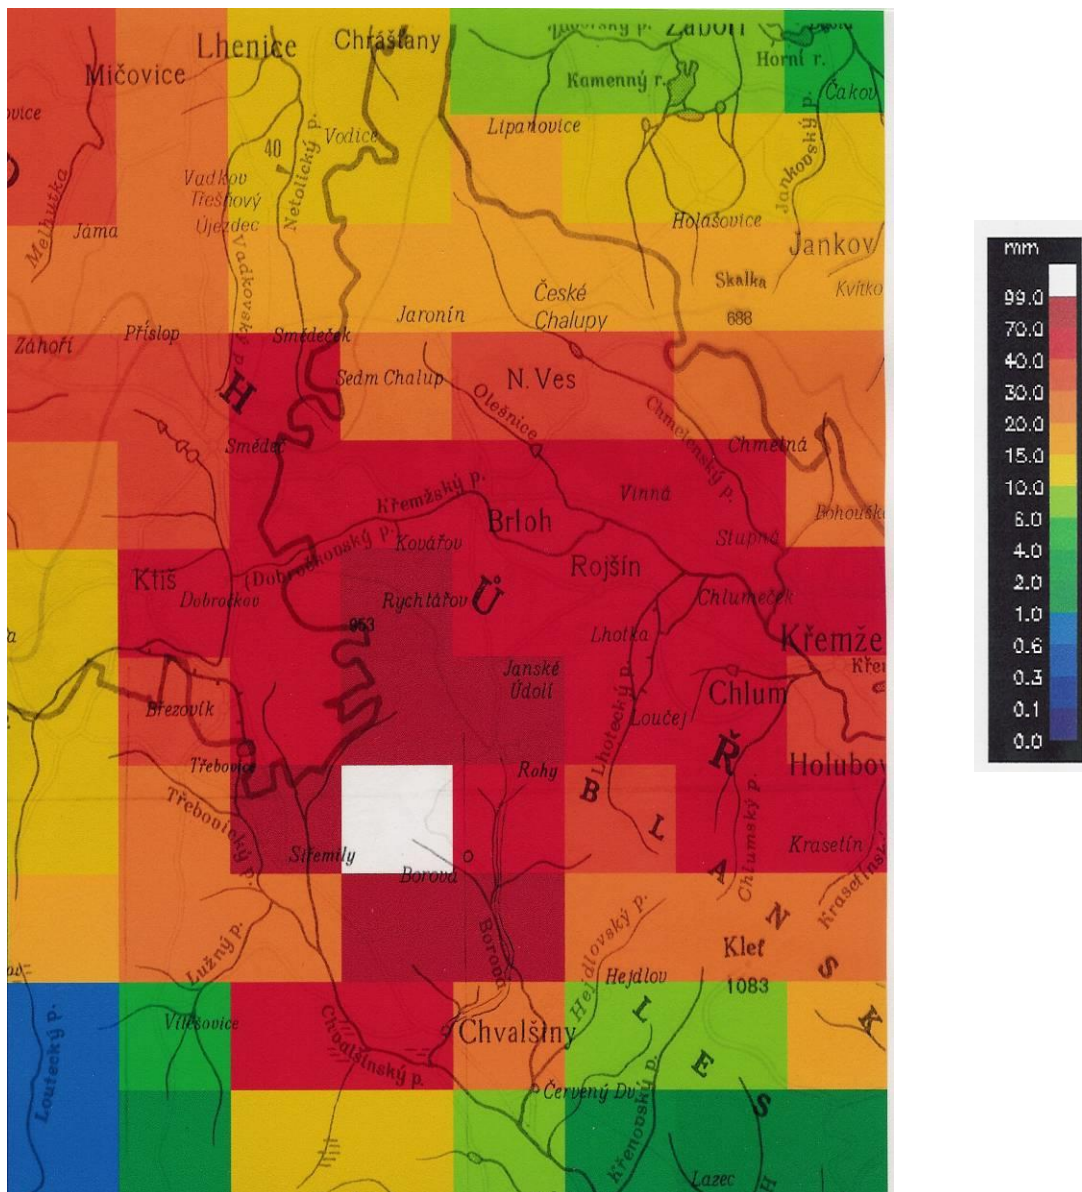 Lhenice
Chrášťany
Záboří
Horní r.
Mičovice
Kamenný r.
Čakov
Lipanovice
Vodice
40
Netolický p.
Jankovský p.
Vadkov
Třešňový
Újezdec
Melhutka
Jáma
Holašovice
Jankov
Vadkovský p.
České
Chalupy
Skalka
Kvítko
688
Jaronín
Příslop
Smědeček
Záhoří
Sedm Chalup
N. Ves
H
Olešnice
Chmelenský p.
Smědeč
Chmelná
Křemžský p.
Vinná
Brloh
Stupná
Kovářov
(Dobročkovský p.
Rojšín
Ktiš
Dobročkov
Rychtářov
Ů
Chlumeček
953
Lhotka
Křemže
Janské
Údolí
Chlum
Březovík
Loučej
Lhotecký p.
Ř
Třebovice
Rohy
Holubov
B
Třebovický p.
L
Chlumský p.
Střemily
Krasetín
Borová
A
Borová
N
Lužný p.
Hejdlovský p.
Kleť
S
Hejdlov
1083
Loutecký p.
Vítěšovice
Chvalšinský p.
Chvalšiny
I
K
E
Červený Dv.
S
Křenovský p.
Lazec
H
mm
99.0
70.0
40.0
30.0
20.0
15.0
10.0
6.0
4.0
2.0
1.0
0.6
0.3
0.1
0.0